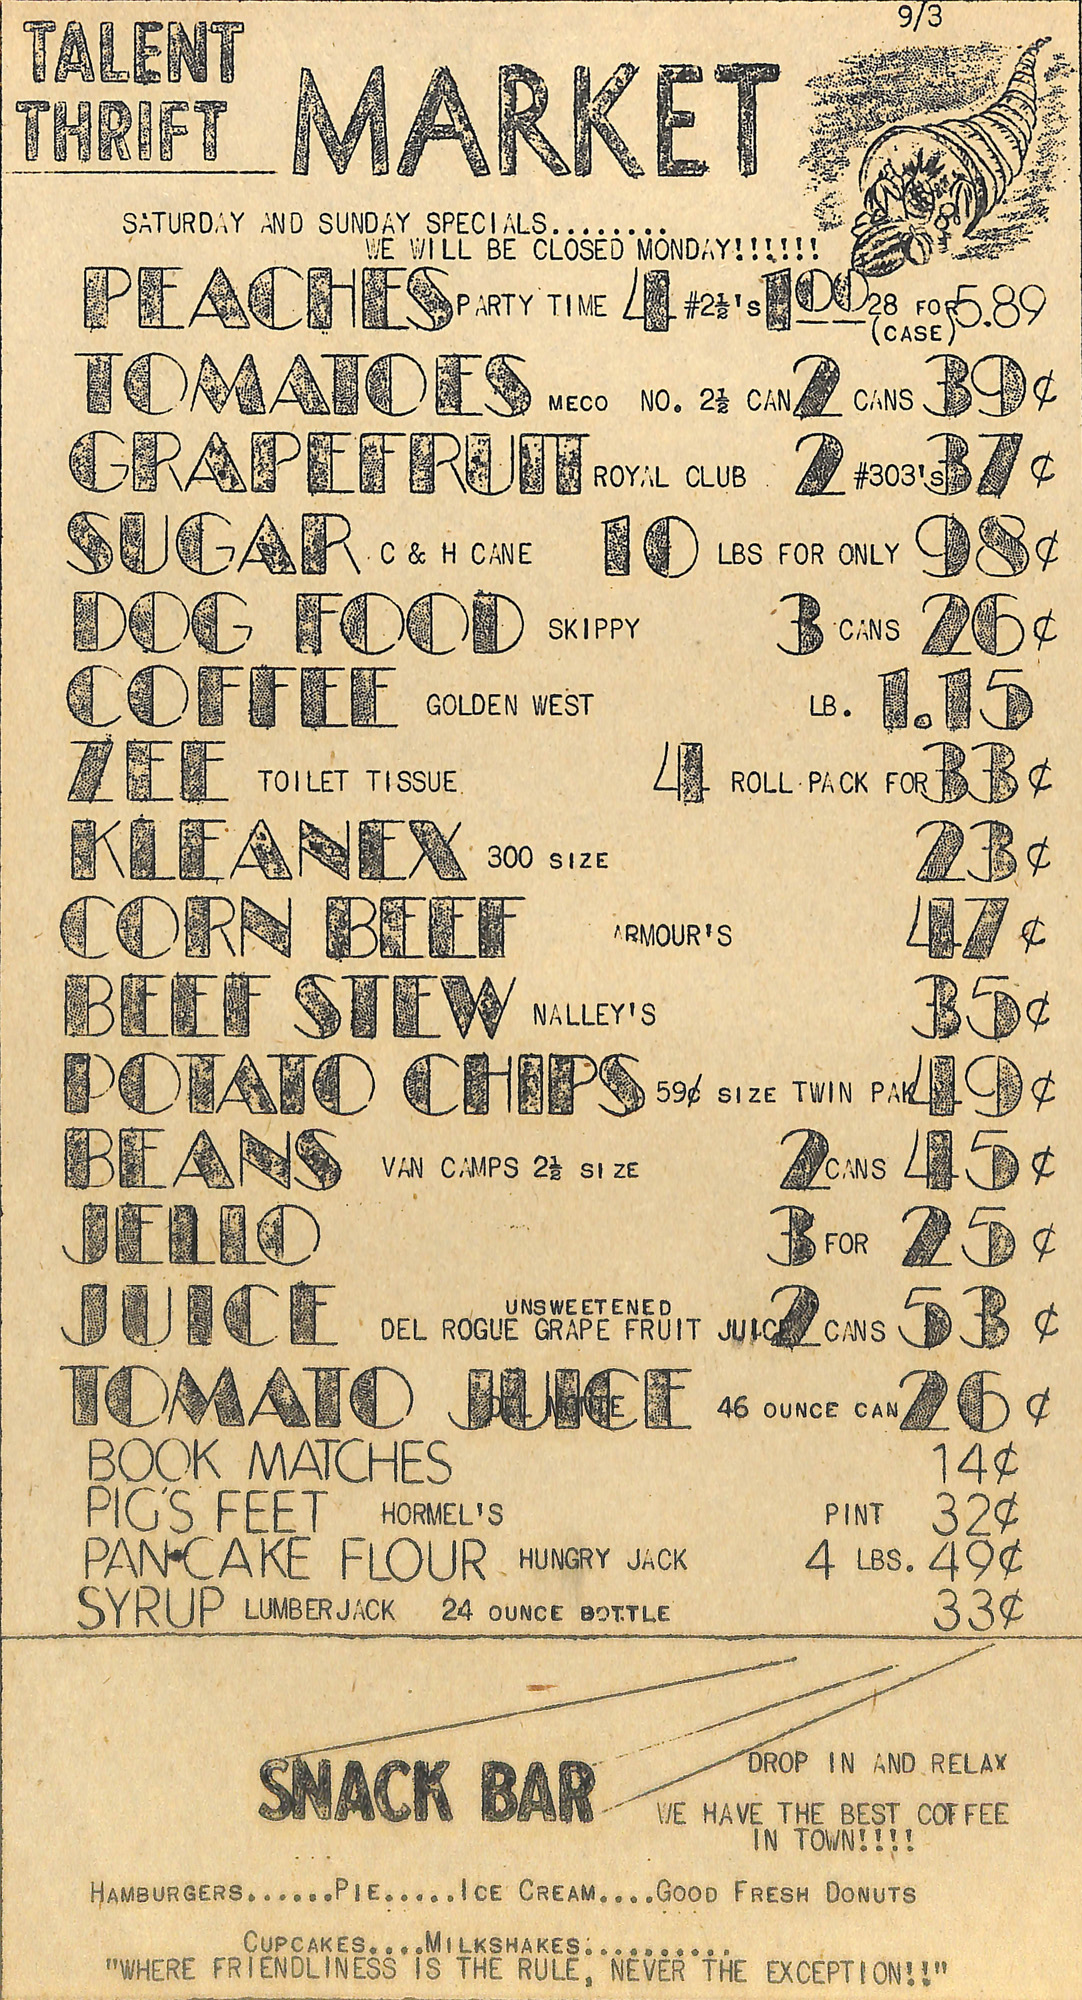 9/3
TALENT
THRIFT MARKET
SATURDAY AND SUNDAY SPECIALS........
WE WILL BE CLOSED MONDAY!!!!!!
PEACHES PARTY TIME 4 #2½'s 1.00 28 FOR 5.89
(CASE)
TOMATOES MECO NO. 2½ CAN 2 CANS 39¢
GRAPEFRUIT ROYAL CLUB 2 #303's 37¢
SUGAR C & H CANE 10 LBS FOR ONLY 98¢
DOG FOOD SKIPPY 3 CANS 26¢
COFFEE GOLDEN WEST LB. 1.15
ZEE TOILET TISSUE 4 ROLL PACK FOR 33¢
KLEANEX 300 SIZE 23¢
CORN BEEF ARMOUR'S 47¢
BEEF STEW NALLEY'S 35¢
POTATO CHIPS 59¢ SIZE TWIN PAK 49¢
BEANS VAN CAMPS 2½ SIZE 2 CANS 45¢
JELLO 3 FOR 25¢
UNSWEETENED
JUICE DEL ROGUE GRAPE FRUIT JUICE 2 CANS 53¢
TOMATO JUICE DEL MONTE 46 OUNCE CAN 26¢
BOOK MATCHES 14¢
PIG'S FEET HORMEL'S PINT 32¢
PAN-CAKE FLOUR HUNGRY JACK 4 LBS. 49¢
SYRUP LUMBERJACK 24 OUNCE BOTTLE 33¢
SNACK BAR
DROP IN AND RELAX
WE HAVE THE BEST COFFEE
IN TOWN!!!!
HAMBURGERS......PIE.....ICE CREAM....GOOD FRESH DONUTS
CUPCAKES....MILKSHAKES..........
"WHERE FRIENDLINESS IS THE RULE, NEVER THE EXCEPTION!!"